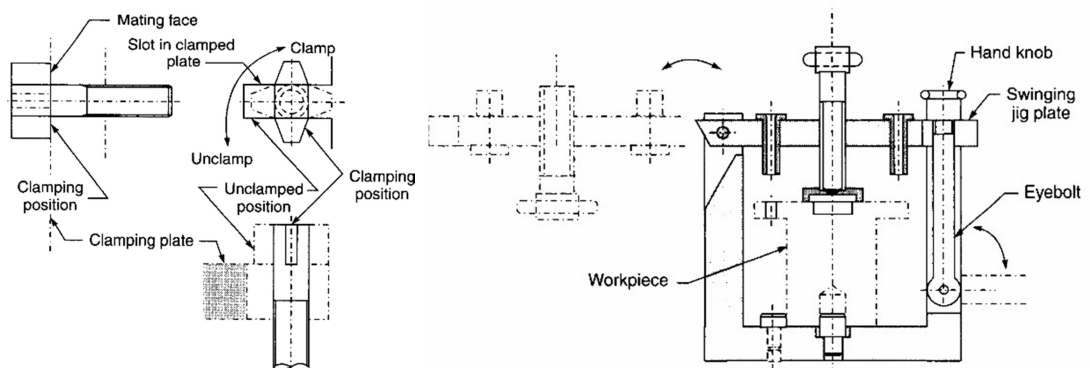 Mating face
Slot in clamped
plate
Clamp
Unclamp
Clamping
position
Unclamped
position
Clamping
position
Clamping plate
Hand knob
Swinging
jig plate
Eyebolt
Workpiece